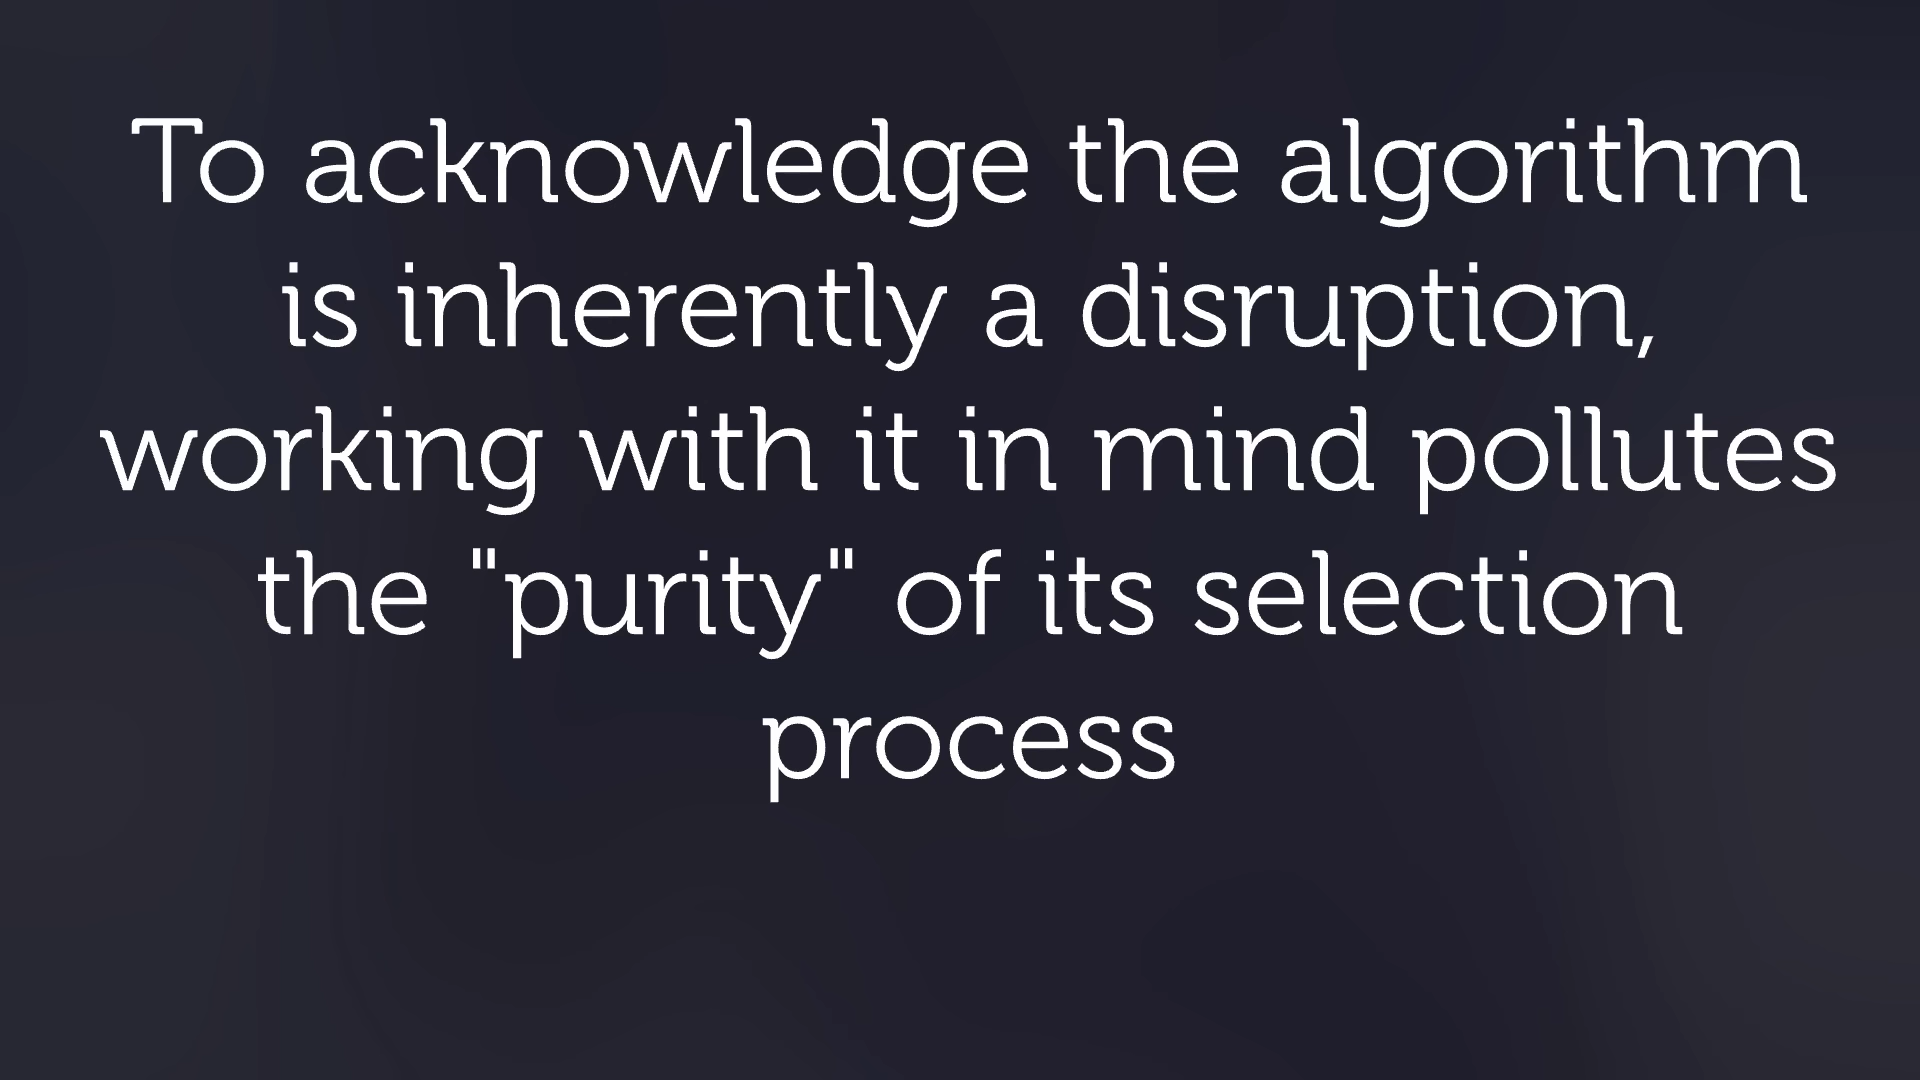 To acknowledge the algorithm
is inherently a disruption,
working with it in mind pollutes
the "purity" of its selection
process